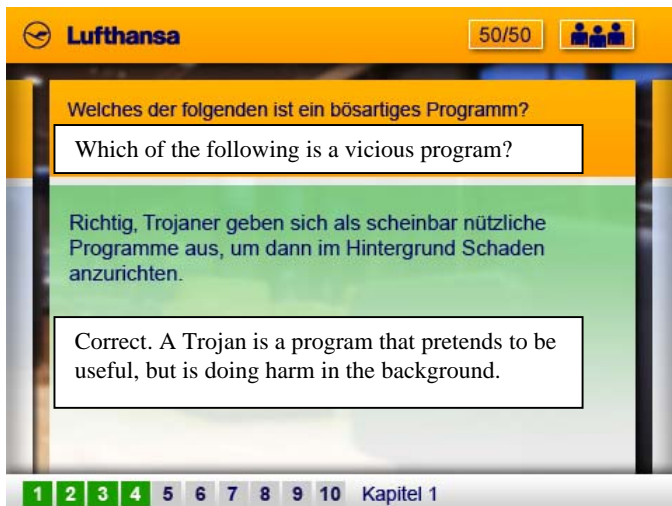 Lufthansa
50/50
Welches der folgenden ist ein bösartiges Programm?
Which of the following is a vicious program?
Richtig, Trojaner geben sich als scheinbar nützliche
Programme aus, um dann im Hintergrund Schaden
anzurichten.
Correct. A Trojan is a program that pretends to be
useful, but is doing harm in the background.
1 2 3 4 5 6 7 8 9 10 Kapitel 1